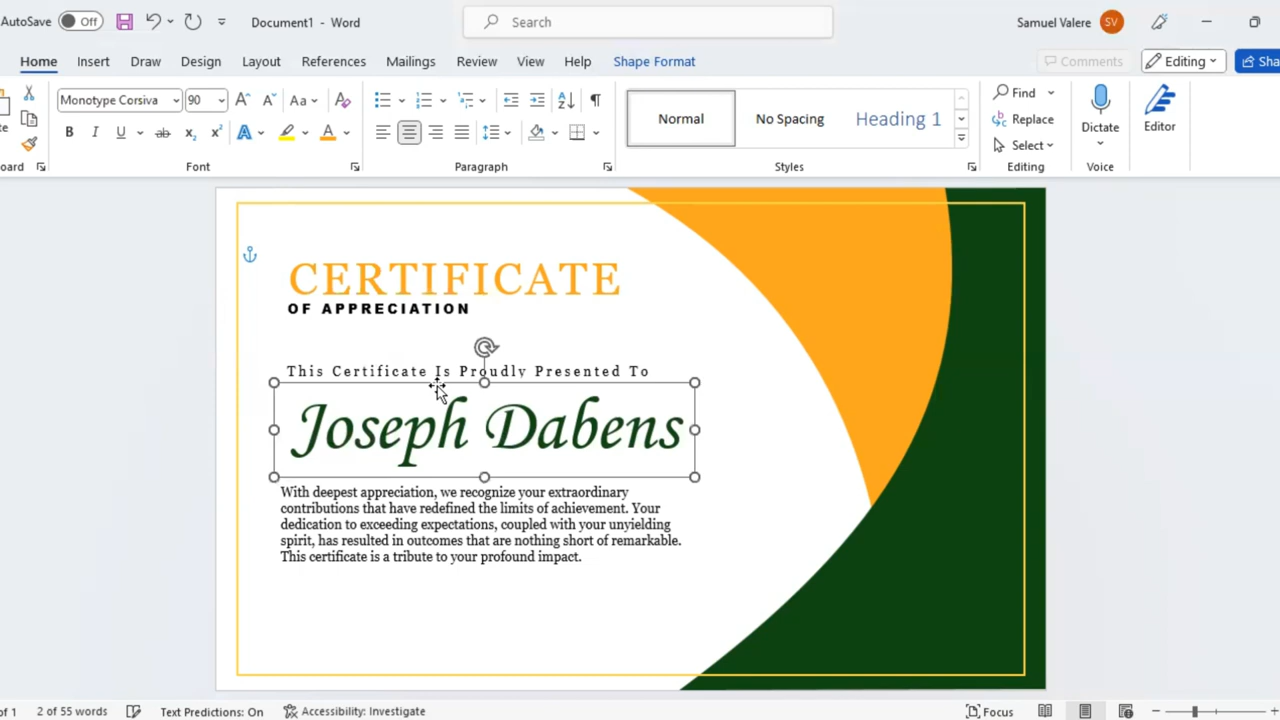 AutoSave Off Document1 - Word Search Samuel Valere SV
Home Insert Draw Design Layout References Mailings Review View Help Shape Format Comments Editing Sha
Monotype Corsiva 90 Aa Normal No Spacing Heading 1 Find Replace Select Dictate Editor
oard Font Paragraph Styles Editing Voice
CERTIFICATE
OF APPRECIATION
This Certificate Is Proudly Presented To
Joseph Dabens
With deepest appreciation, we recognize your extraordinary
contributions that have redefined the limits of achievement. Your
dedication to exceeding expectations, coupled with your unyielding
spirit, has resulted in outcomes that are nothing short of remarkable.
This certificate is a tribute to your profound impact.
of 1 2 of 55 words Text Predictions: On Accessibility: Investigate Focus